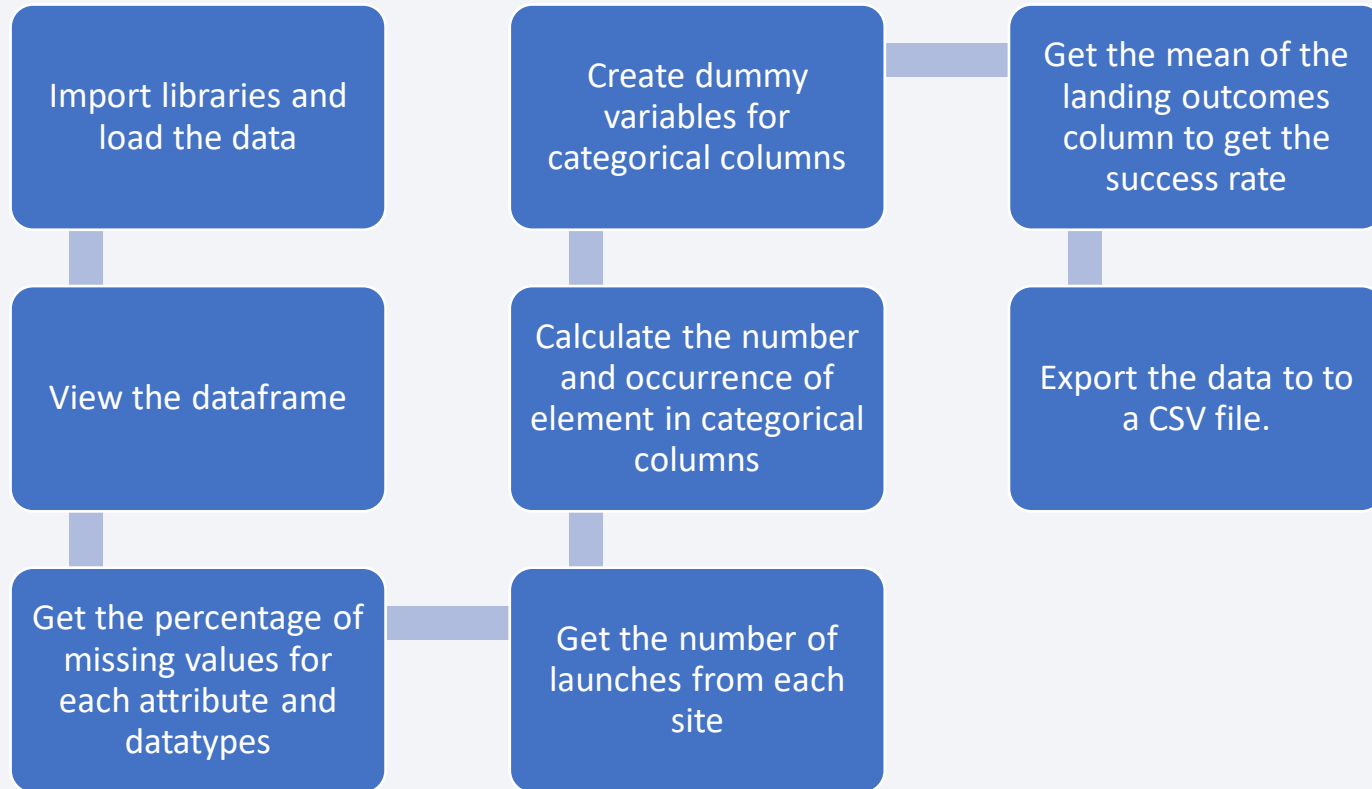 Import libraries and
load the data
View the dataframe
Get the percentage of
missing values for
each attribute and
datatypes
Get the number of
launches from each
site
Calculate the number
and occurrence of
element in categorical
columns
Create dummy
variables for
categorical columns
Get the mean of the
landing outcomes
column to get the
success rate
Export the data to to
a CSV file.